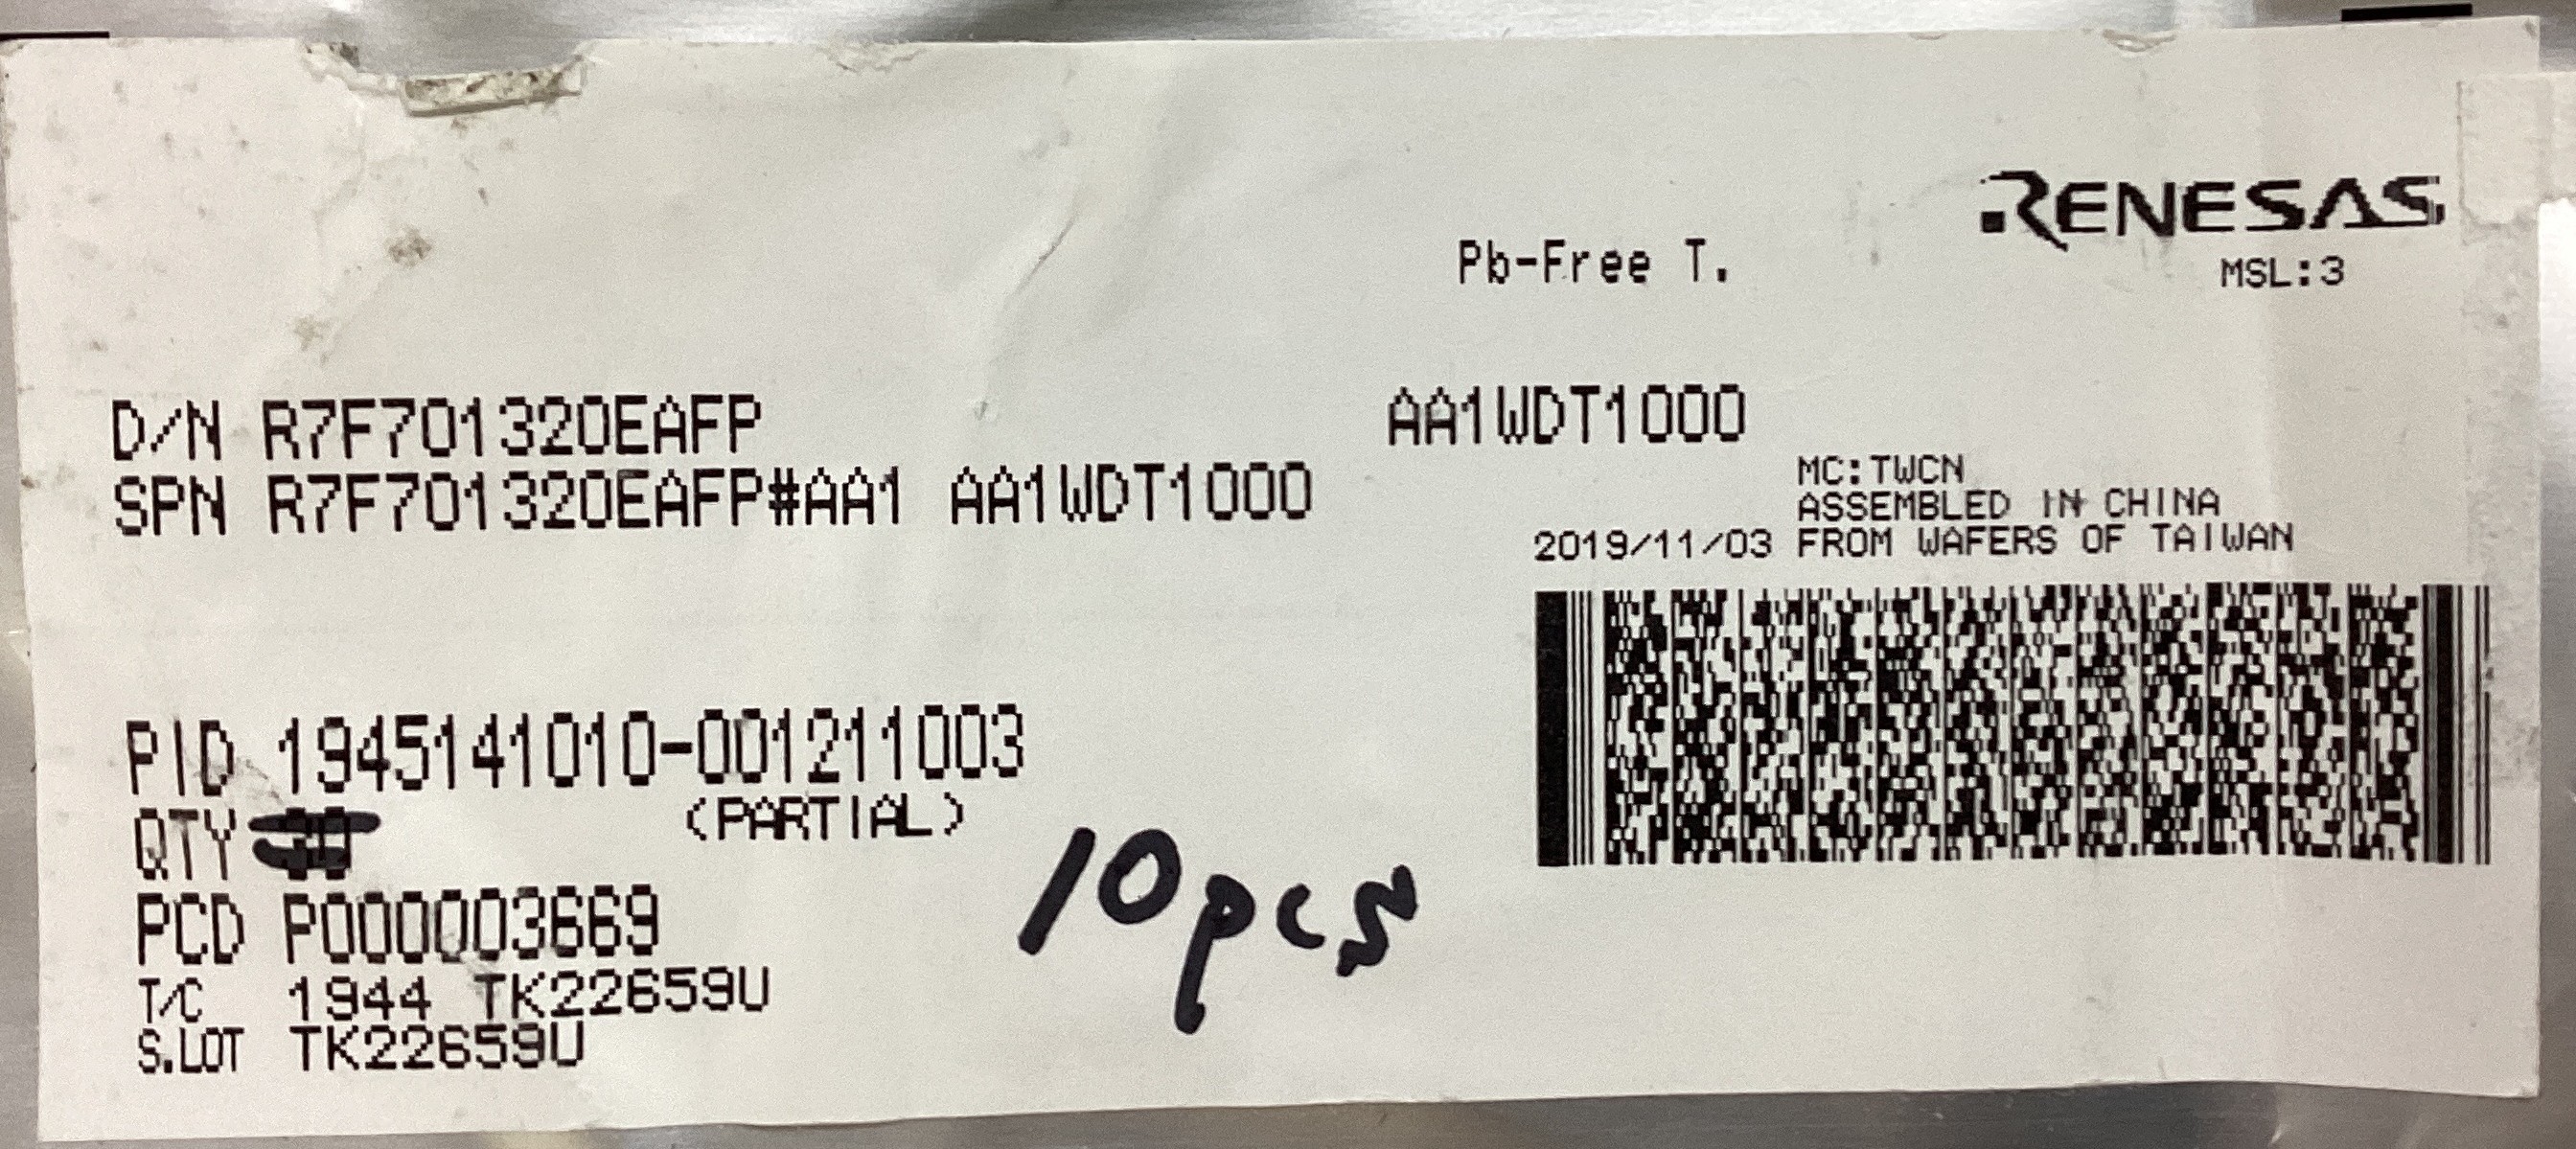 RENESAS
Pb-Free T.
MSL:3
D/N R7F701320EAFP AA1WDT1000
SPN R7F701320EAFP#AA1 AA1WDT1000
MC:TWCN
ASSEMBLED IN CHINA
2019/11/03 FROM WAFERS OF TAIWAN
PID 1945141010-001211003
(PARTIAL)
QTY
10pcs
PCD P000003669
T/C 1944 TK22659U
S.LOT TK22659U